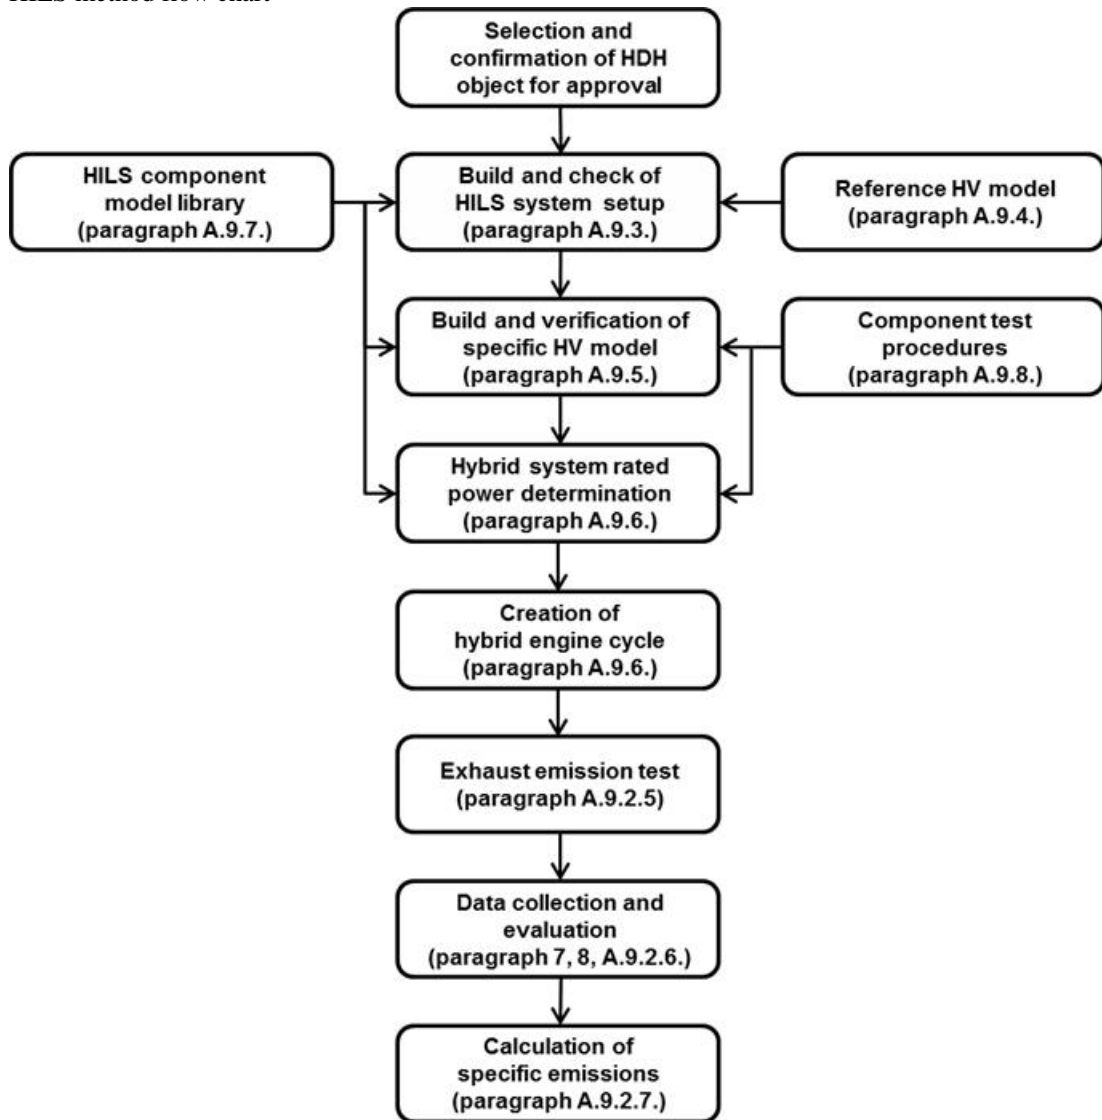 HILS method flow chart
Selection and
confirmation of HDH
object for approval
HILS component
model library
(paragraph A.9.7.)
Build and check of
HILS system setup
(paragraph A.9.3.)
Reference HV model
(paragraph A.9.4.)
Build and verification of
specific HV model
(paragraph A.9.5.)
Component test
procedures
(paragraph A.9.8.)
Hybrid system rated
power determination
(paragraph A.9.6.)
Creation of
hybrid engine cycle
(paragraph A.9.6.)
Exhaust emission test
(paragraph A.9.2.5)
Data collection and
evaluation
(paragraph 7, 8, A.9.2.6.)
Calculation of
specific emissions
(paragraph A.9.2.7.)